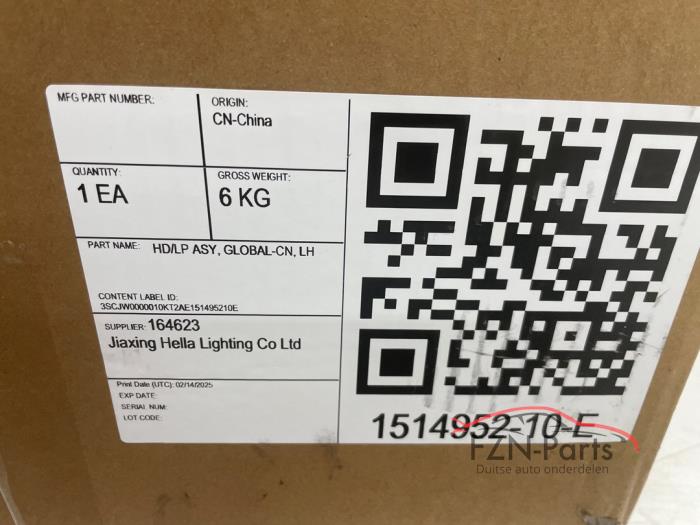 MFG PART NUMBER:
ORIGIN:
CN-China
QUANTITY:
1 EA
GROSS WEIGHT:
6 KG
PART NAME: HD/LP ASY, GLOBAL-CN, LH
CONTENT LABEL ID:
3SCJW0000010KT2AE151495210E
SUPPLIER: 164623
Jiaxing Hella Lighting Co Ltd
Print Date (UTC): 02/14/2025
EXP DATE:
SERIAL NUM:
LOT CODE:
1514952-10-E
FZN-Parts
Duitse auto onderdelen